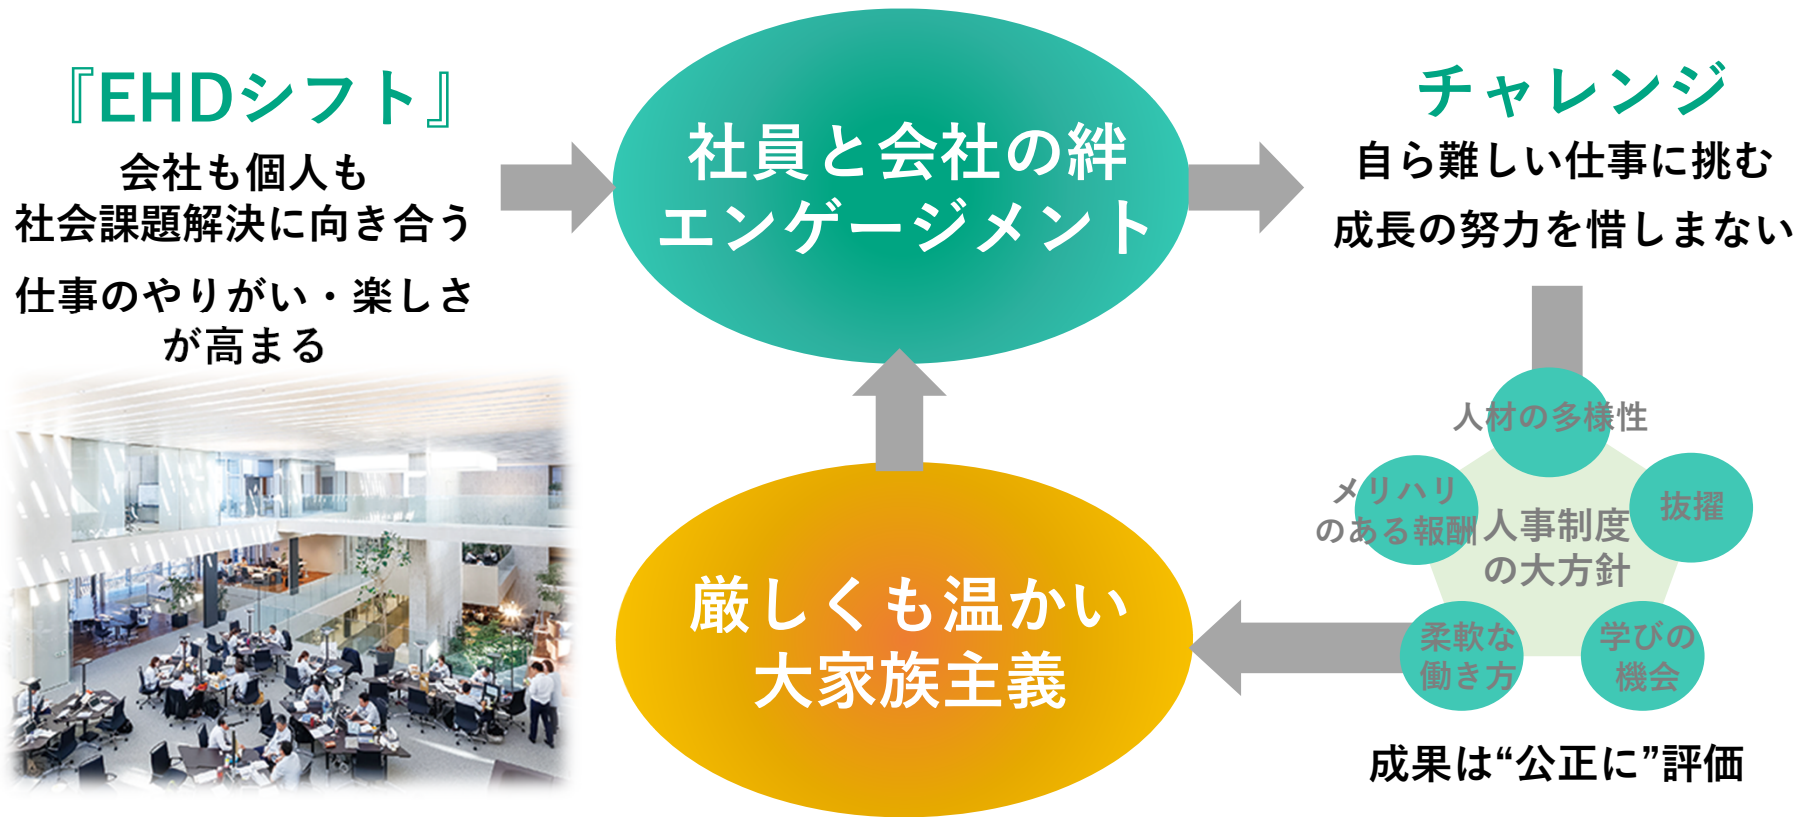 『EHDシフト』
会社も個人も
社会課題解決に向き合う
仕事のやりがい・楽しさ
が高まる
社員と会社の絆
エンゲージメント
チャレンジ
自ら難しい仕事に挑む
成長の努力を惜しまない
人材の多様性
メリハリ
のある報酬
人事制度
の大方針
抜擢
柔軟な
働き方
学びの
機会
成果は“公正に”評価
厳しくも温かい
大家族主義